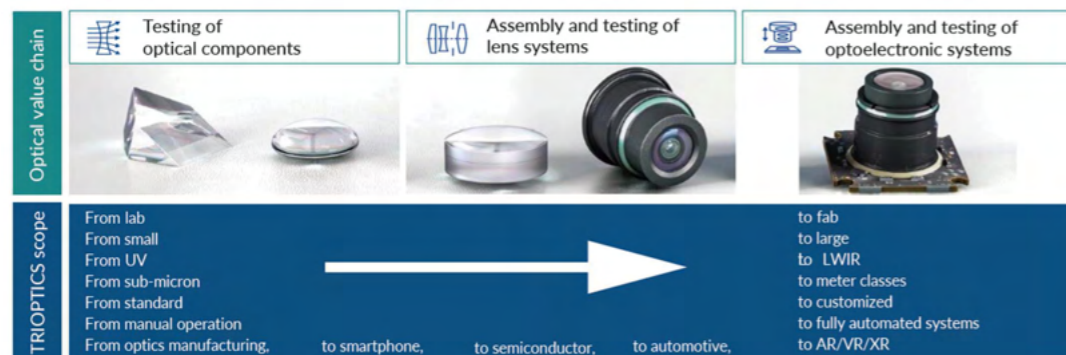 Optical value chain
Testing of
optical components
Assembly and testing of
lens systems
Assembly and testing of
optoelectronic systems
TRIOPTICS scope
From lab
to fab
From small
to large
From UV
to LWIR
From sub-micron
to meter classes
From standard
to customized
From manual operation
to fully automated systems
From optics manufacturing, to smartphone, to semiconductor, to automotive, to AR/VR/XR